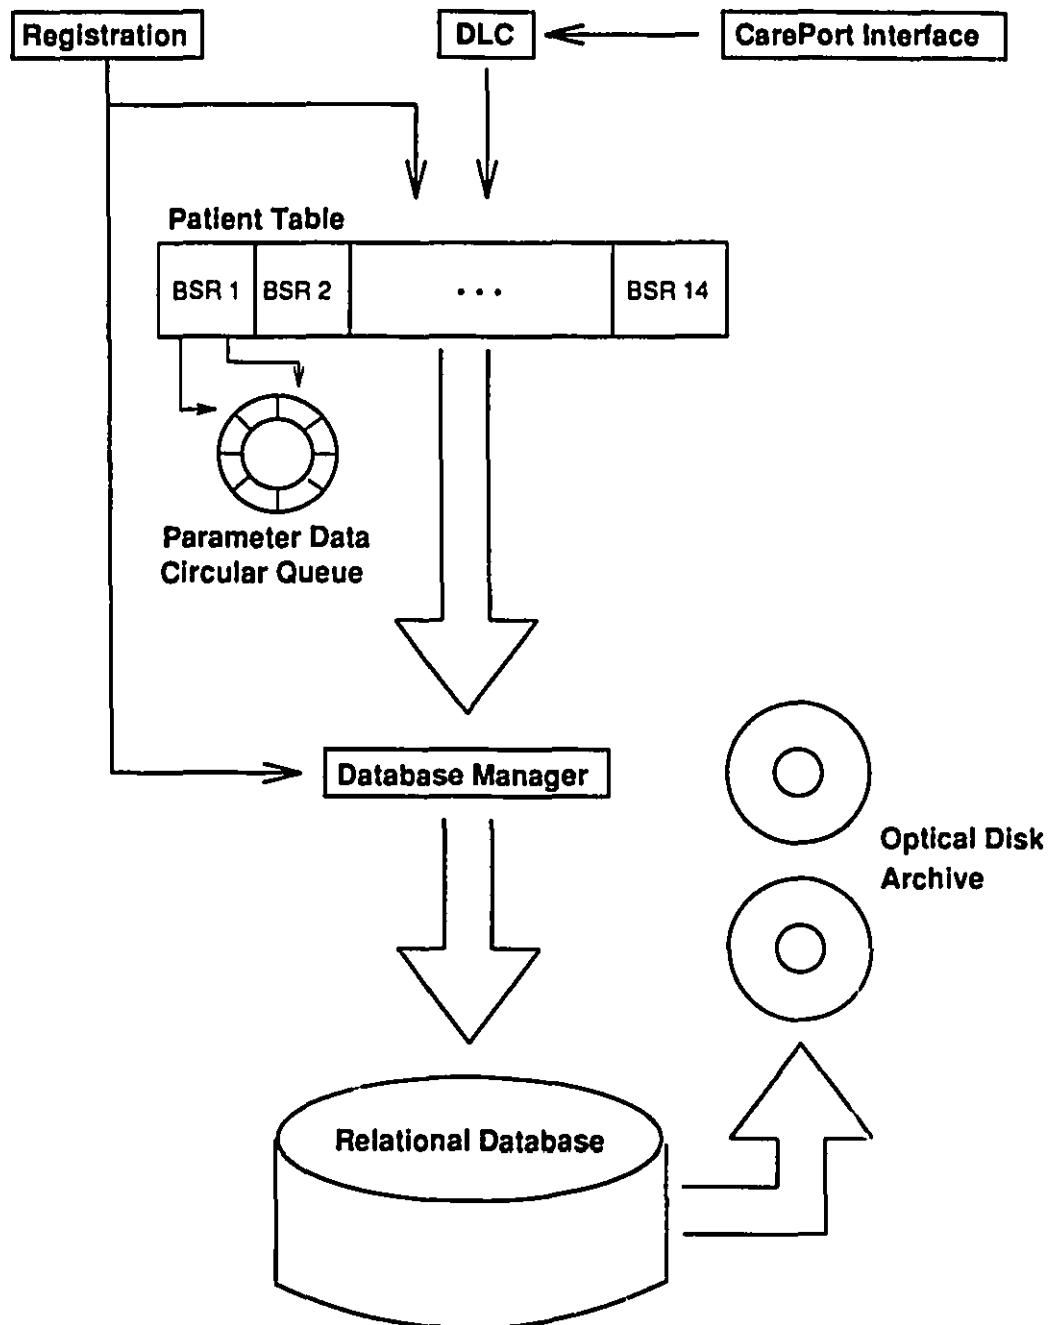 Registration
DLC
CarePort Interface
Patient Table
BSR 1
BSR 2
...
BSR 14
Parameter Data
Circular Queue
Database Manager
Optical Disk
Archive
Relational Database